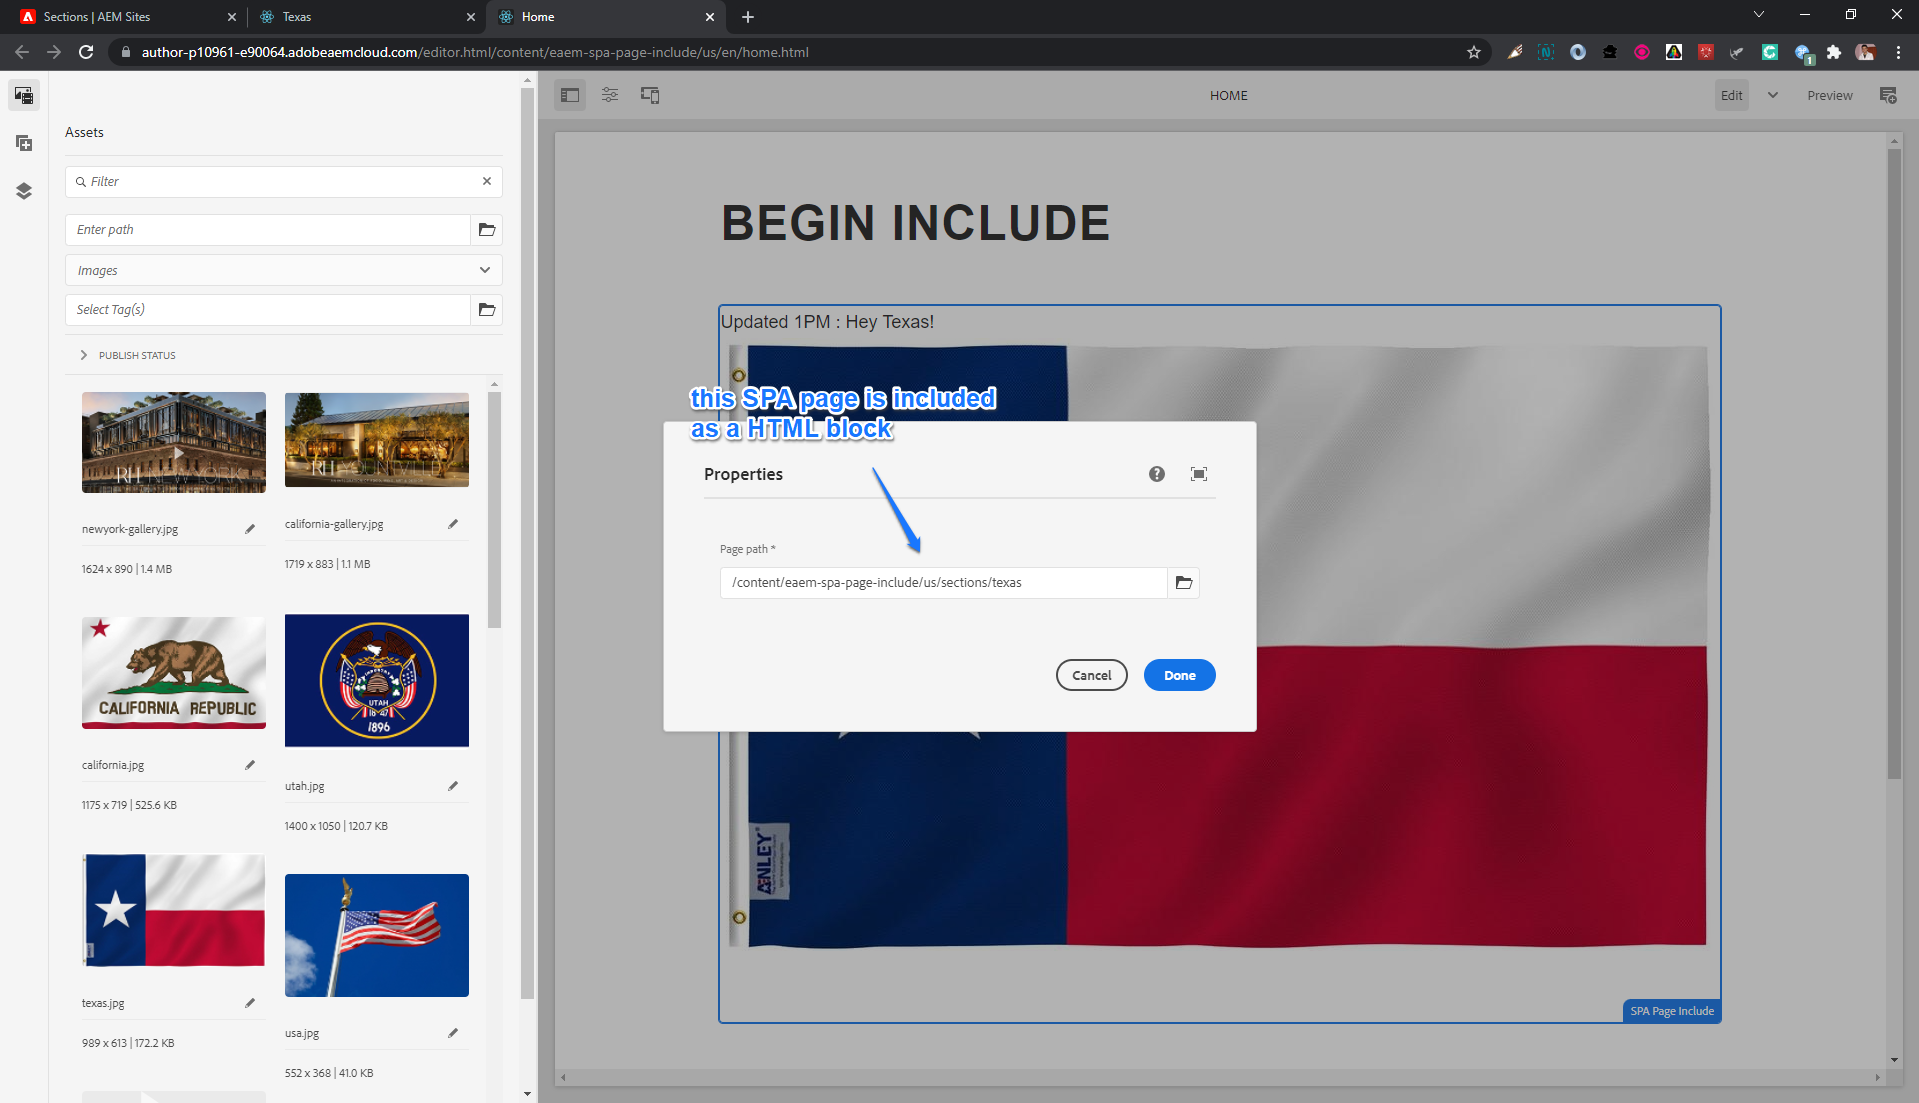 Sections | AEM Sites
Texas
Home
author-p10961-e90064.adobeaemcloud.com/editor.html/content/eaem-spa-page-include/us/en/home.html
1
HOME
Edit
Preview
Assets
Filter
Enter path
Images
Select Tag(s)
PUBLISH STATUS
RH NEW YORK
newyork-gallery.jpg
1624 x 890 | 1.4 MB
RH YOUNTVILLE
california-gallery.jpg
1719 x 883 | 1.1 MB
CALIFORNIA REPUBLIC
california.jpg
1175 x 719 | 525.6 KB
UTAH
18 47
1896
utah.jpg
1400 x 1050 | 120.7 KB
texas.jpg
989 x 613 | 172.2 KB
usa.jpg
552 x 368 | 41.0 KB
BEGIN INCLUDE
Updated 1PM : Hey Texas!
this SPA page is included
as a HTML block
Properties
Page path *
/content/eaem-spa-page-include/us/sections/texas
Cancel
Done
ANLEY
SPA Page Include